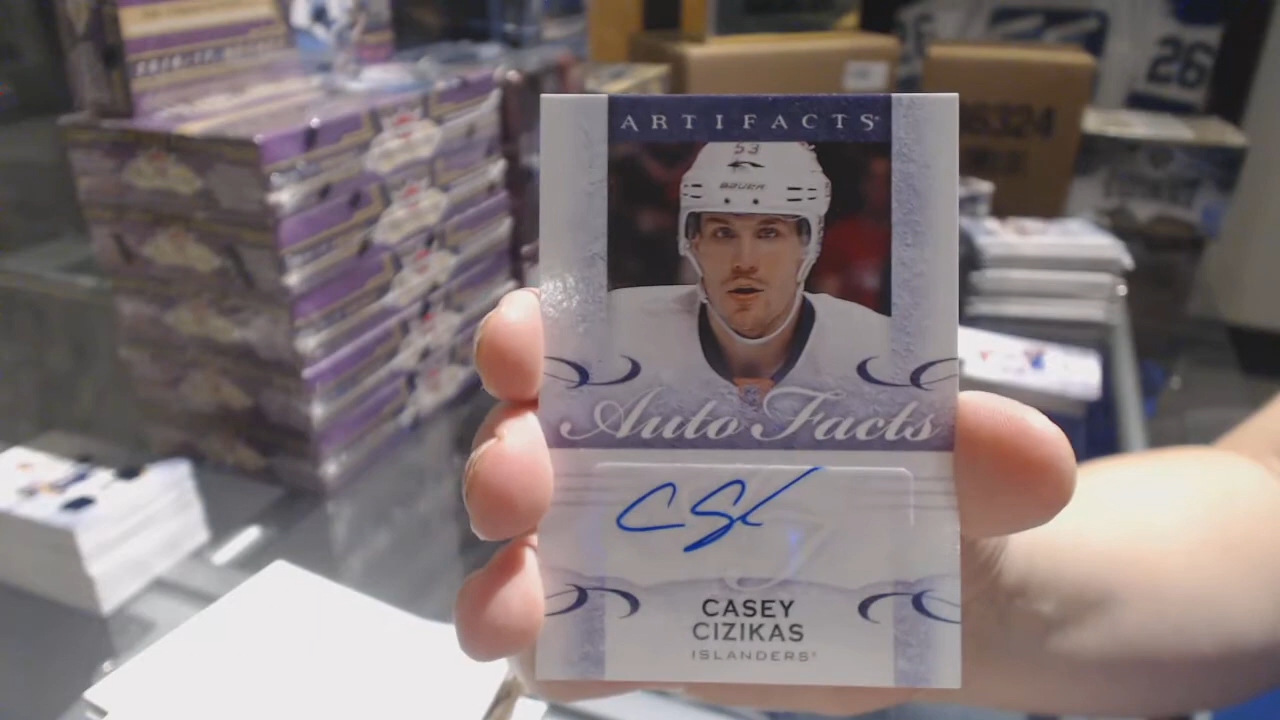 ARTIFACTS
53
BAUER
Auto Facts
CASEY
CIZIKAS
ISLANDERS
26